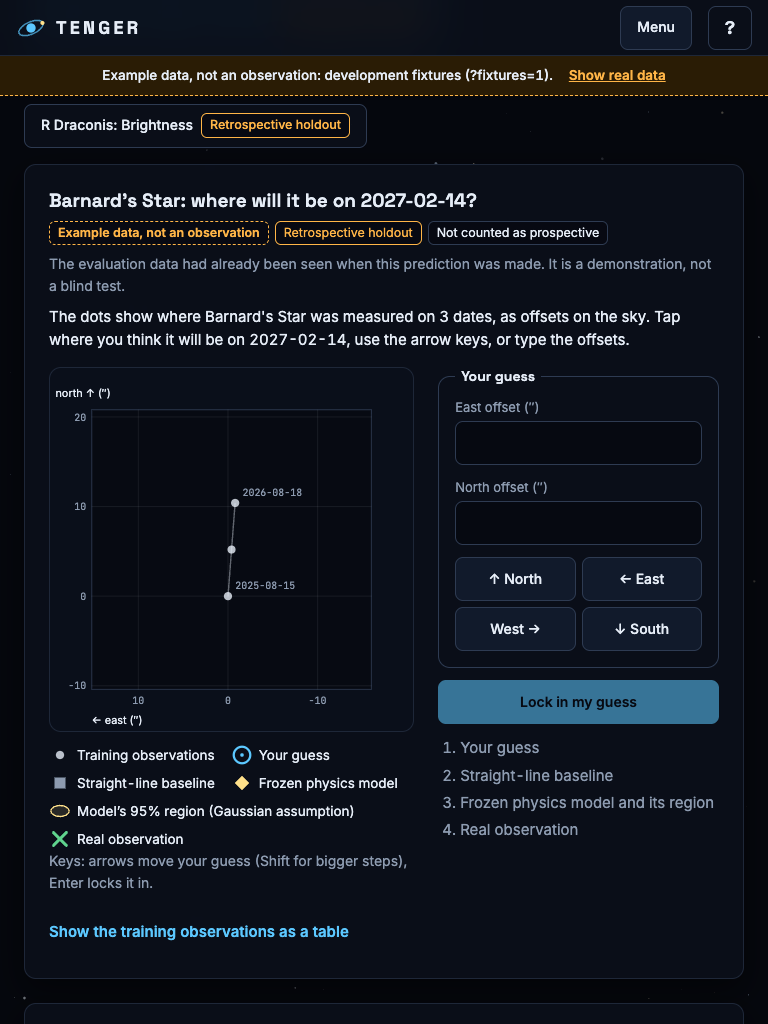 TENGER
Menu
?
Example data, not an observation: development fixtures (?fixtures=1). Show real data
R Draconis: Brightness Retrospective holdout
Barnard's Star: where will it be on 2027-02-14?
Example data, not an observation Retrospective holdout Not counted as prospective
The evaluation data had already been seen when this prediction was made. It is a demonstration, not
a blind test.
The dots show where Barnard's Star was measured on 3 dates, as offsets on the sky. Tap
where you think it will be on 2027-02-14, use the arrow keys, or type the offsets.
north ↑ (″)
20
10
0
-10
2026-08-18
2025-08-15
10 0 -10
← east (″)
Training observations Your guess
Straight-line baseline Frozen physics model
Model's 95% region (Gaussian assumption)
Real observation
Keys: arrows move your guess (Shift for bigger steps),
Enter locks it in.
Show the training observations as a table
Your guess
East offset (″)
North offset (″)
↑ North ← East
West → ↓ South
Lock in my guess
1. Your guess
2. Straight-line baseline
3. Frozen physics model and its region
4. Real observation